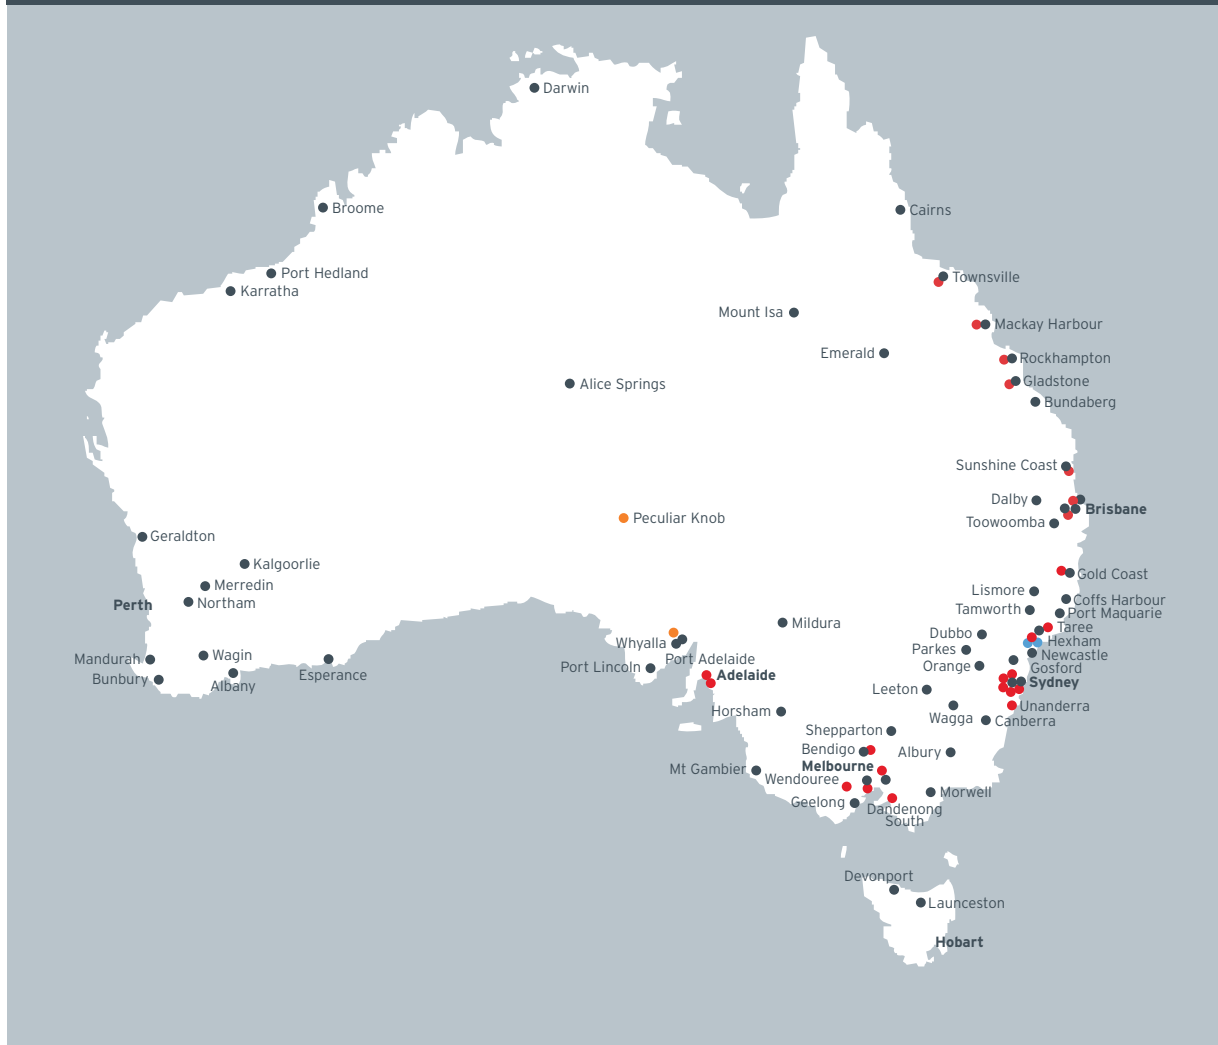 Darwin
Broome
Cairns
Port Hedland
Townsville
Karratha
Mount Isa
Mackay Harbour
Emerald
Rockhampton
Gladstone
Alice Springs
Bundaberg
Sunshine Coast
Dalby
Brisbane
Peculiar Knob
Toowoomba
Geraldton
Kalgoorlie
Gold Coast
Merredin
Lismore
Northam
Perth
Coffs Harbour
Tamworth
Port Maquarie
Mildura
Taree
Dubbo
Hexham
Whyalla
Parkes
Newcastle
Wagin
Mandurah
Port Adelaide
Port Lincoln
Orange
Gosford
Esperance
Adelaide
Bunbury
Albany
Sydney
Leeton
Unanderra
Horsham
Wagga
Canberra
Shepparton
Bendigo
Albury
Melbourne
Mt Gambier
Wendouree
Morwell
Geelong
Dandenong
South
Devonport
Launceston
Hobart